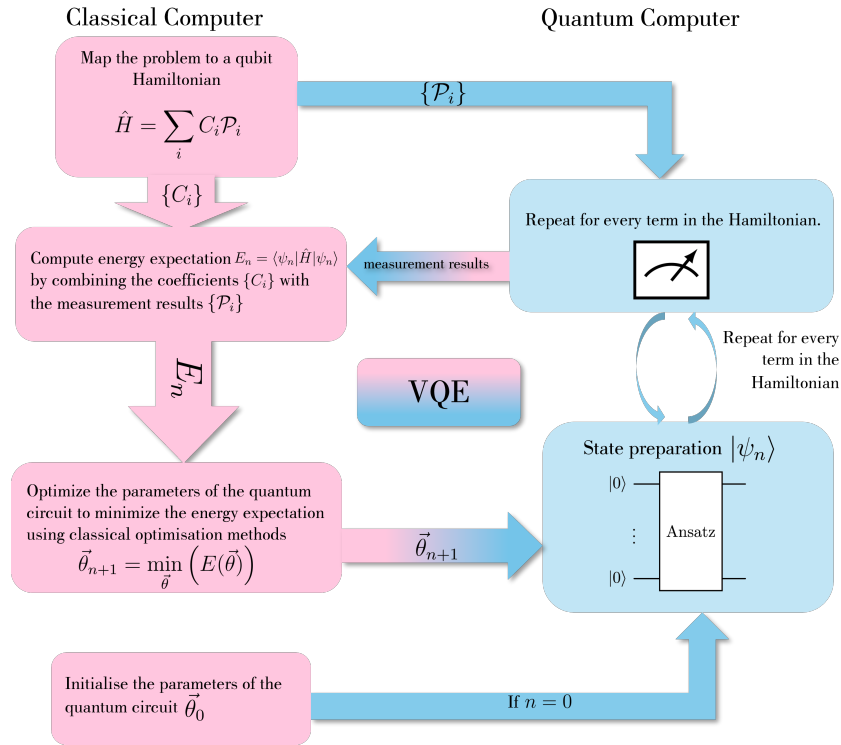 Classical Computer
Quantum Computer
Map the problem to a qubit
Hamiltonian
Ĥ = ∑_i C_i 𝒫_i
{𝒫_i}
{C_i}
Repeat for every term in the Hamiltonian.
Compute energy expectation E_n = ⟨ψ_n|Ĥ|ψ_n⟩
by combining the coefficients {C_i} with
the measurement results {𝒫_i}
measurement results
Repeat for every
term in the
Hamiltonian
E_n
VQE
State preparation |ψ_n⟩
|0⟩
⋮
|0⟩
Ansatz
Optimize the parameters of the quantum
circuit to minimize the energy expectation
using classical optimisation methods
θ⃗_{n+1} = min_{θ⃗} (E(θ⃗))
θ⃗_{n+1}
Initialise the parameters of the
quantum circuit θ⃗_0
If n = 0